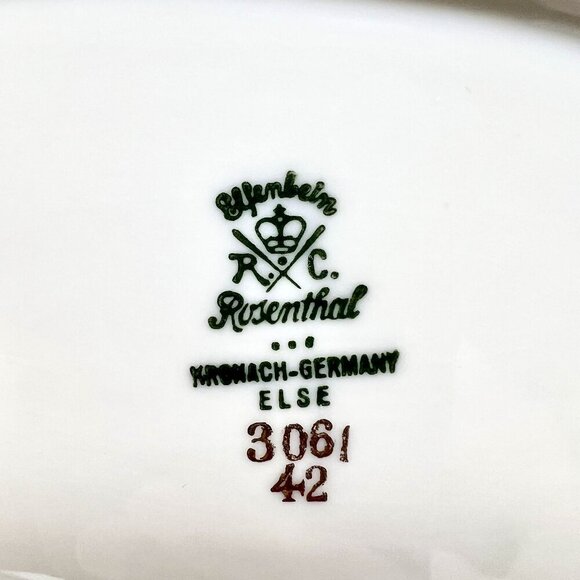 Elfenbein
R. C.
Rosenthal
...
KRONACH-GERMANY
ELSE
3061
42